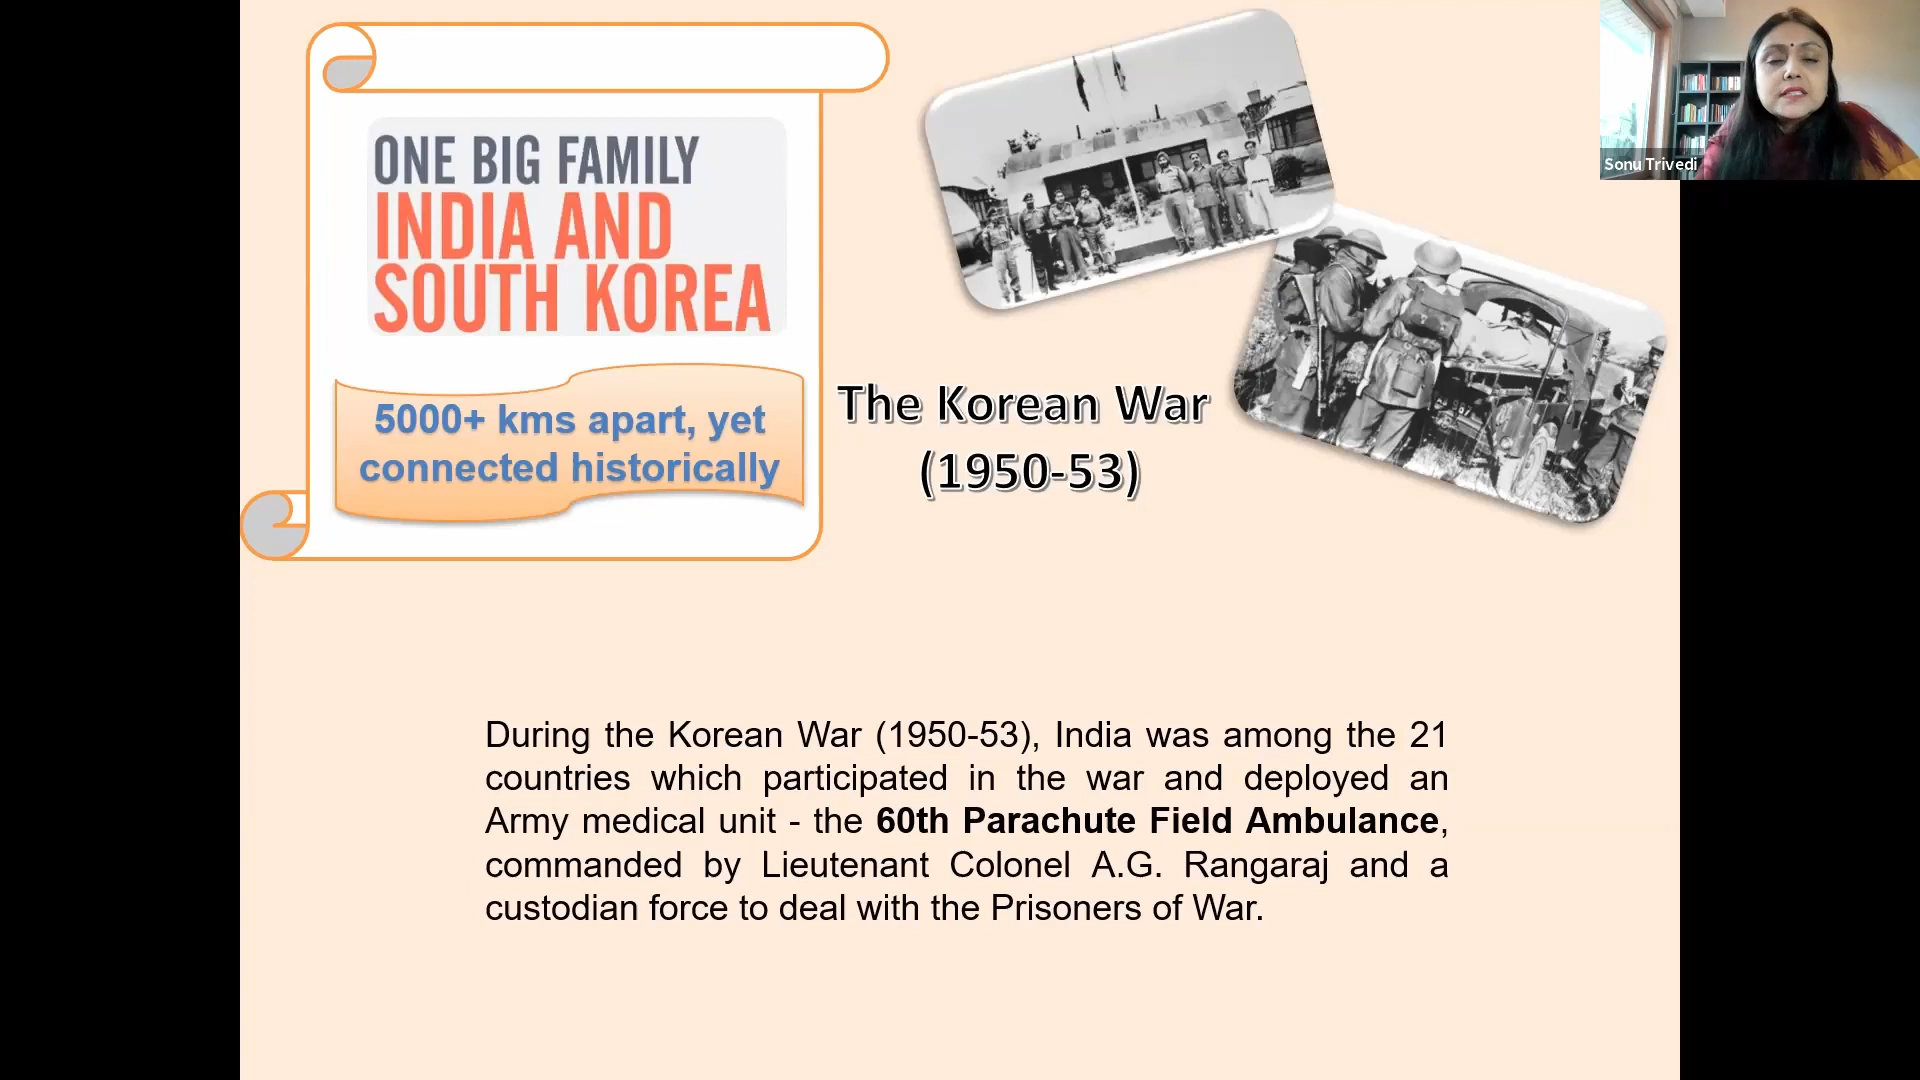 ONE BIG FAMILY
INDIA AND
SOUTH KOREA
5000+ kms apart, yet
connected historically
The Korean War
(1950-53)
Sonu Trivedi
During the Korean War (1950-53), India was among the 21
countries which participated in the war and deployed an
Army medical unit - the 60th Parachute Field Ambulance,
commanded by Lieutenant Colonel A.G. Rangaraj and a
custodian force to deal with the Prisoners of War.